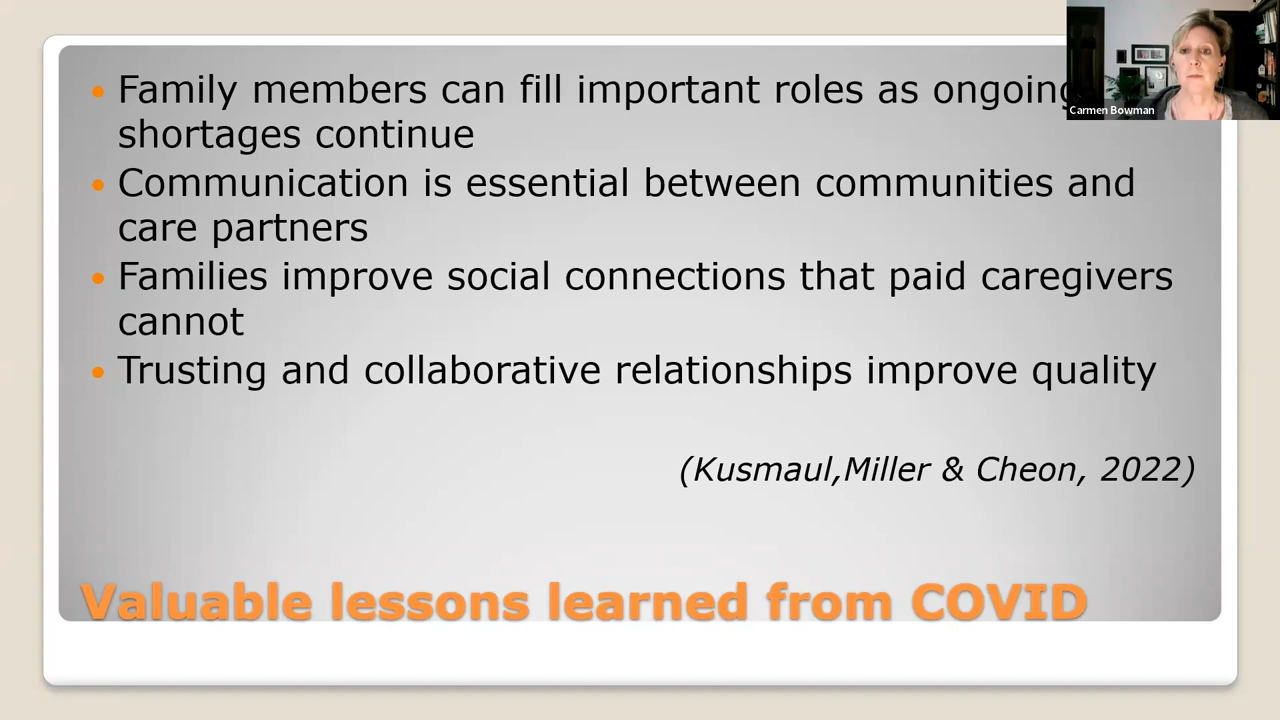 Family members can fill important roles as ongoing
shortages continue
Communication is essential between communities and
care partners
Families improve social connections that paid caregivers
cannot
Trusting and collaborative relationships improve quality
(Kusmaul,Miller & Cheon, 2022)
Valuable lessons learned from COVID
Carmen Bowman